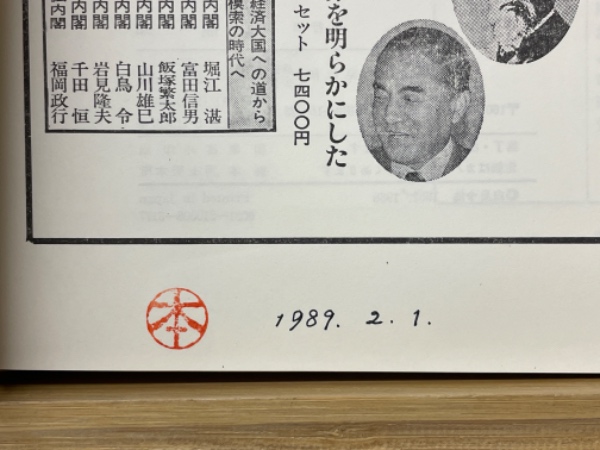 を明らかにした
セット 七四〇〇円
経済大国への道から
模索の時代へ
内閣 堀江 湛
内閣 富田信男
内閣 飯塚繁太郎
内閣 山川雄巳
内閣 白鳥 令
内閣 岩見隆夫
内閣 千田 恒
内閣 福岡政行
本
1989. 2. 1.